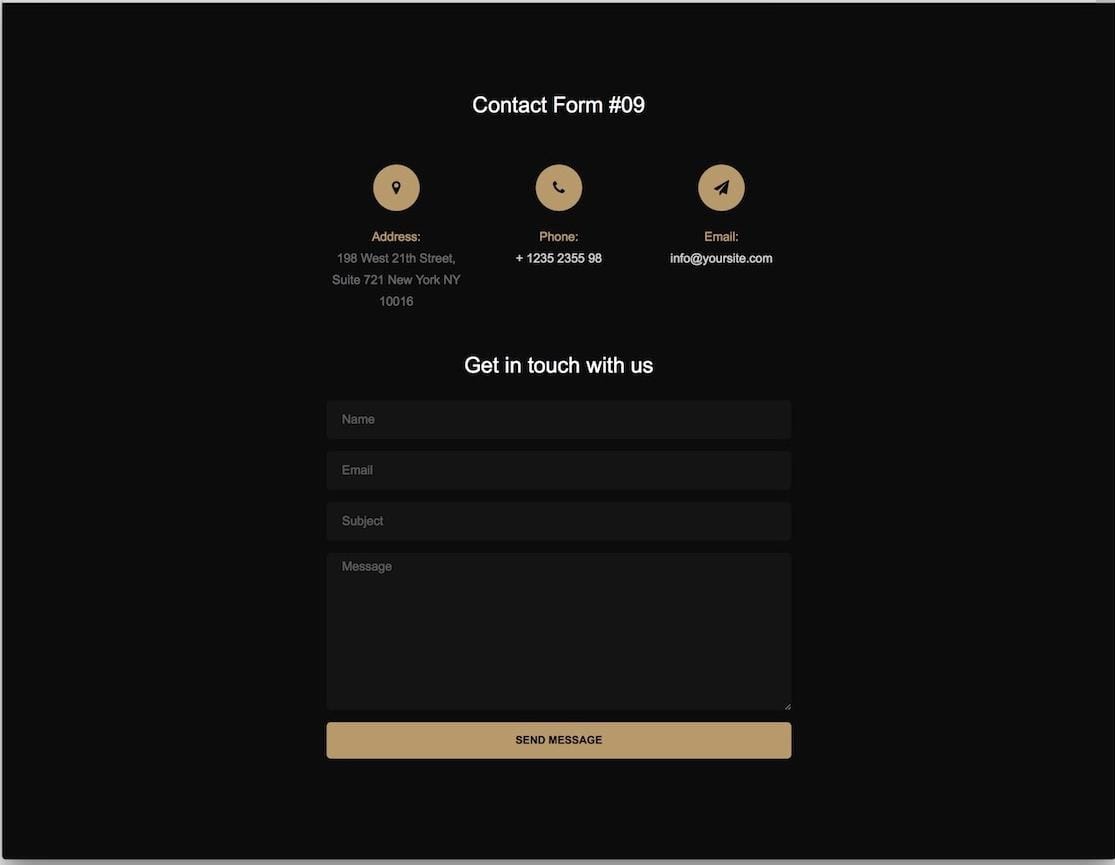 Contact Form #09
Address:
198 West 21th Street,
Suite 721 New York NY
10016
Phone:
+ 1235 2355 98
Email:
info@yoursite.com
Get in touch with us
Name
Email
Subject
Message
SEND MESSAGE